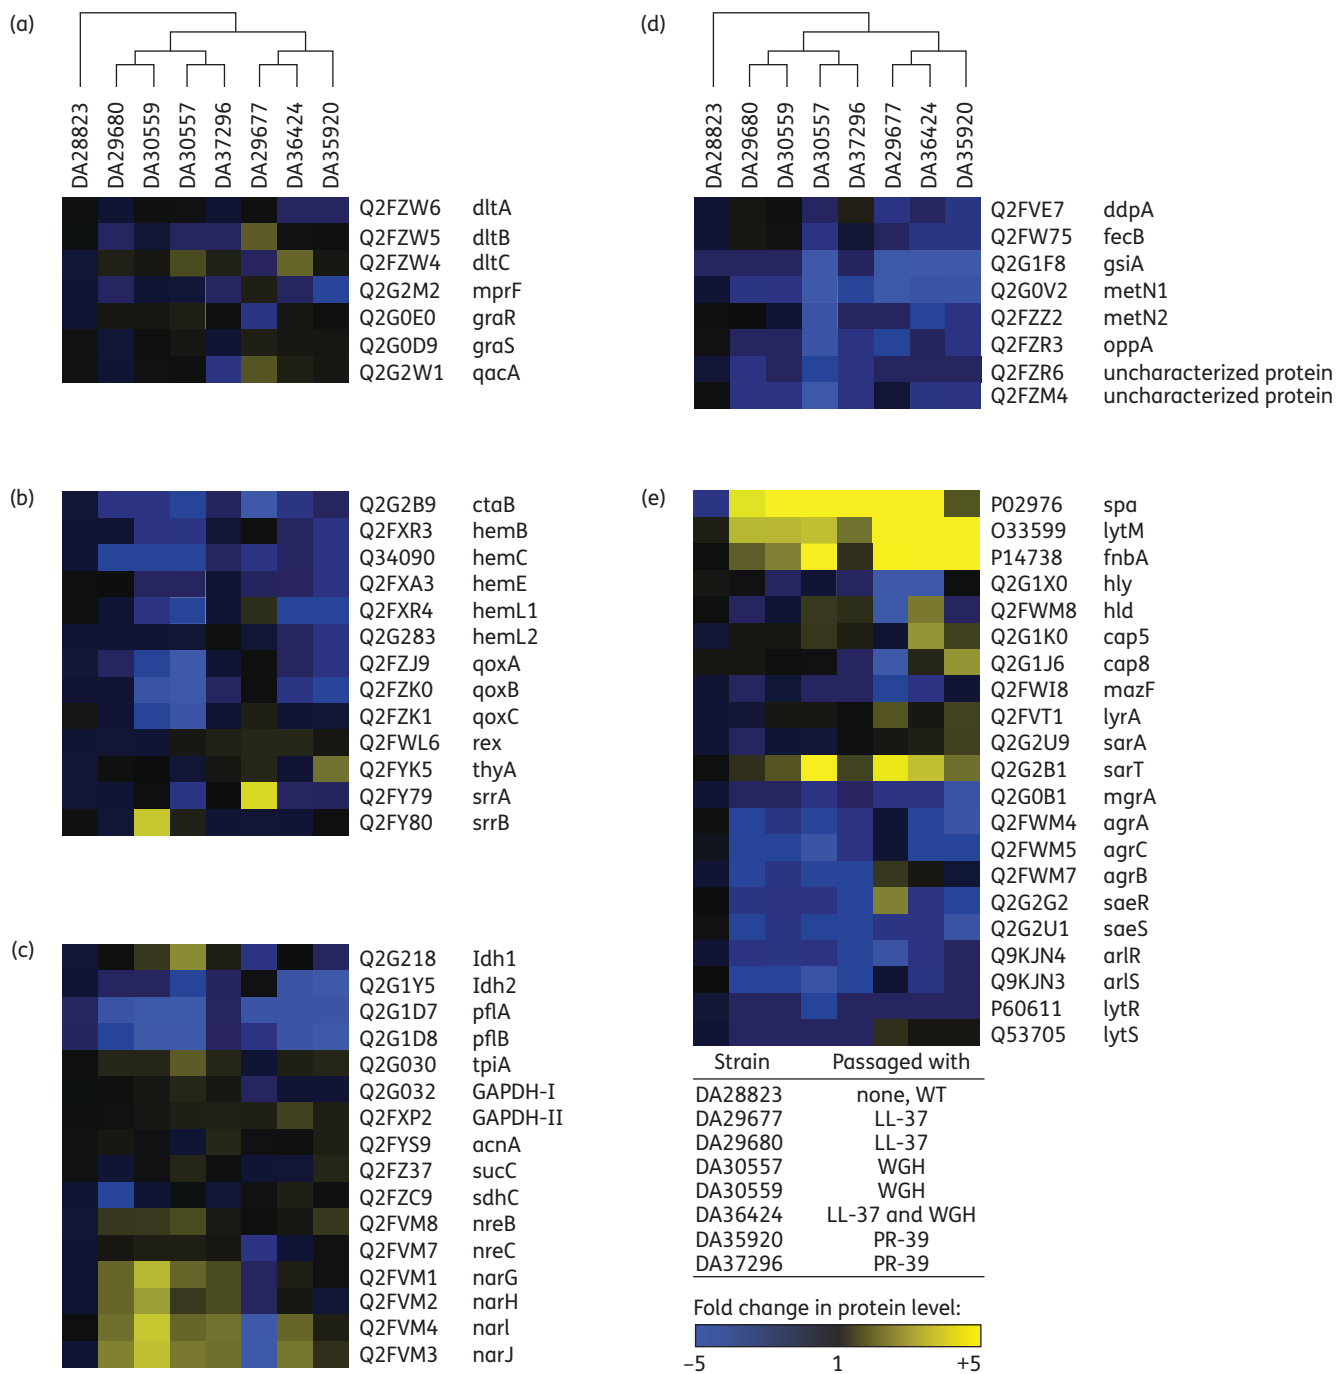 (a)
DA28823
DA29680
DA30559
DA30557
DA37296
DA29677
DA36424
DA35920
Q2FZW6 dltA
Q2FZW5 dltB
Q2FZW4 dltC
Q2G2M2 mprF
Q2G0E0 graR
Q2G0D9 graS
Q2G2W1 qacA
(b)
Q2G2B9 ctaB
Q2FXR3 hemB
Q34090 hemC
Q2FXA3 hemE
Q2FXR4 hemL1
Q2G283 hemL2
Q2FZJ9 qoxA
Q2FZK0 qoxB
Q2FZK1 qoxC
Q2FWL6 rex
Q2FYK5 thyA
Q2FY79 srrA
Q2FY80 srrB
(c)
Q2G218 Idh1
Q2G1Y5 Idh2
Q2G1D7 pflA
Q2G1D8 pflB
Q2G030 tpiA
Q2G032 GAPDH-I
Q2FXP2 GAPDH-II
Q2FYS9 acnA
Q2FZ37 sucC
Q2FZC9 sdhC
Q2FVM8 nreB
Q2FVM7 nreC
Q2FVM1 narG
Q2FVM2 narH
Q2FVM4 narI
Q2FVM3 narJ
(d)
DA28823
DA29680
DA30559
DA30557
DA37296
DA29677
DA36424
DA35920
Q2FVE7 ddpA
Q2FW75 fecB
Q2G1F8 gsiA
Q2G0V2 metN1
Q2FZZ2 metN2
Q2FZR3 oppA
Q2FZR6 uncharacterized protein
Q2FZM4 uncharacterized protein
(e)
P02976 spa
O33599 lytM
P14738 fnbA
Q2G1X0 hly
Q2FWM8 hld
Q2G1K0 cap5
Q2G1J6 cap8
Q2FWI8 mazF
Q2FVT1 lyrA
Q2G2U9 sarA
Q2G2B1 sarT
Q2G0B1 mgrA
Q2FWM4 agrA
Q2FWM5 agrC
Q2FWM7 agrB
Q2G2G2 saeR
Q2G2U1 saeS
Q9KJN4 arlR
Q9KJN3 arlS
P60611 lytR
Q53705 lytS
Strain Passaged with
DA28823 none, WT
DA29677 LL-37
DA29680 LL-37
DA30557 WGH
DA30559 WGH
DA36424 LL-37 and WGH
DA35920 PR-39
DA37296 PR-39
Fold change in protein level:
−5 1 +5